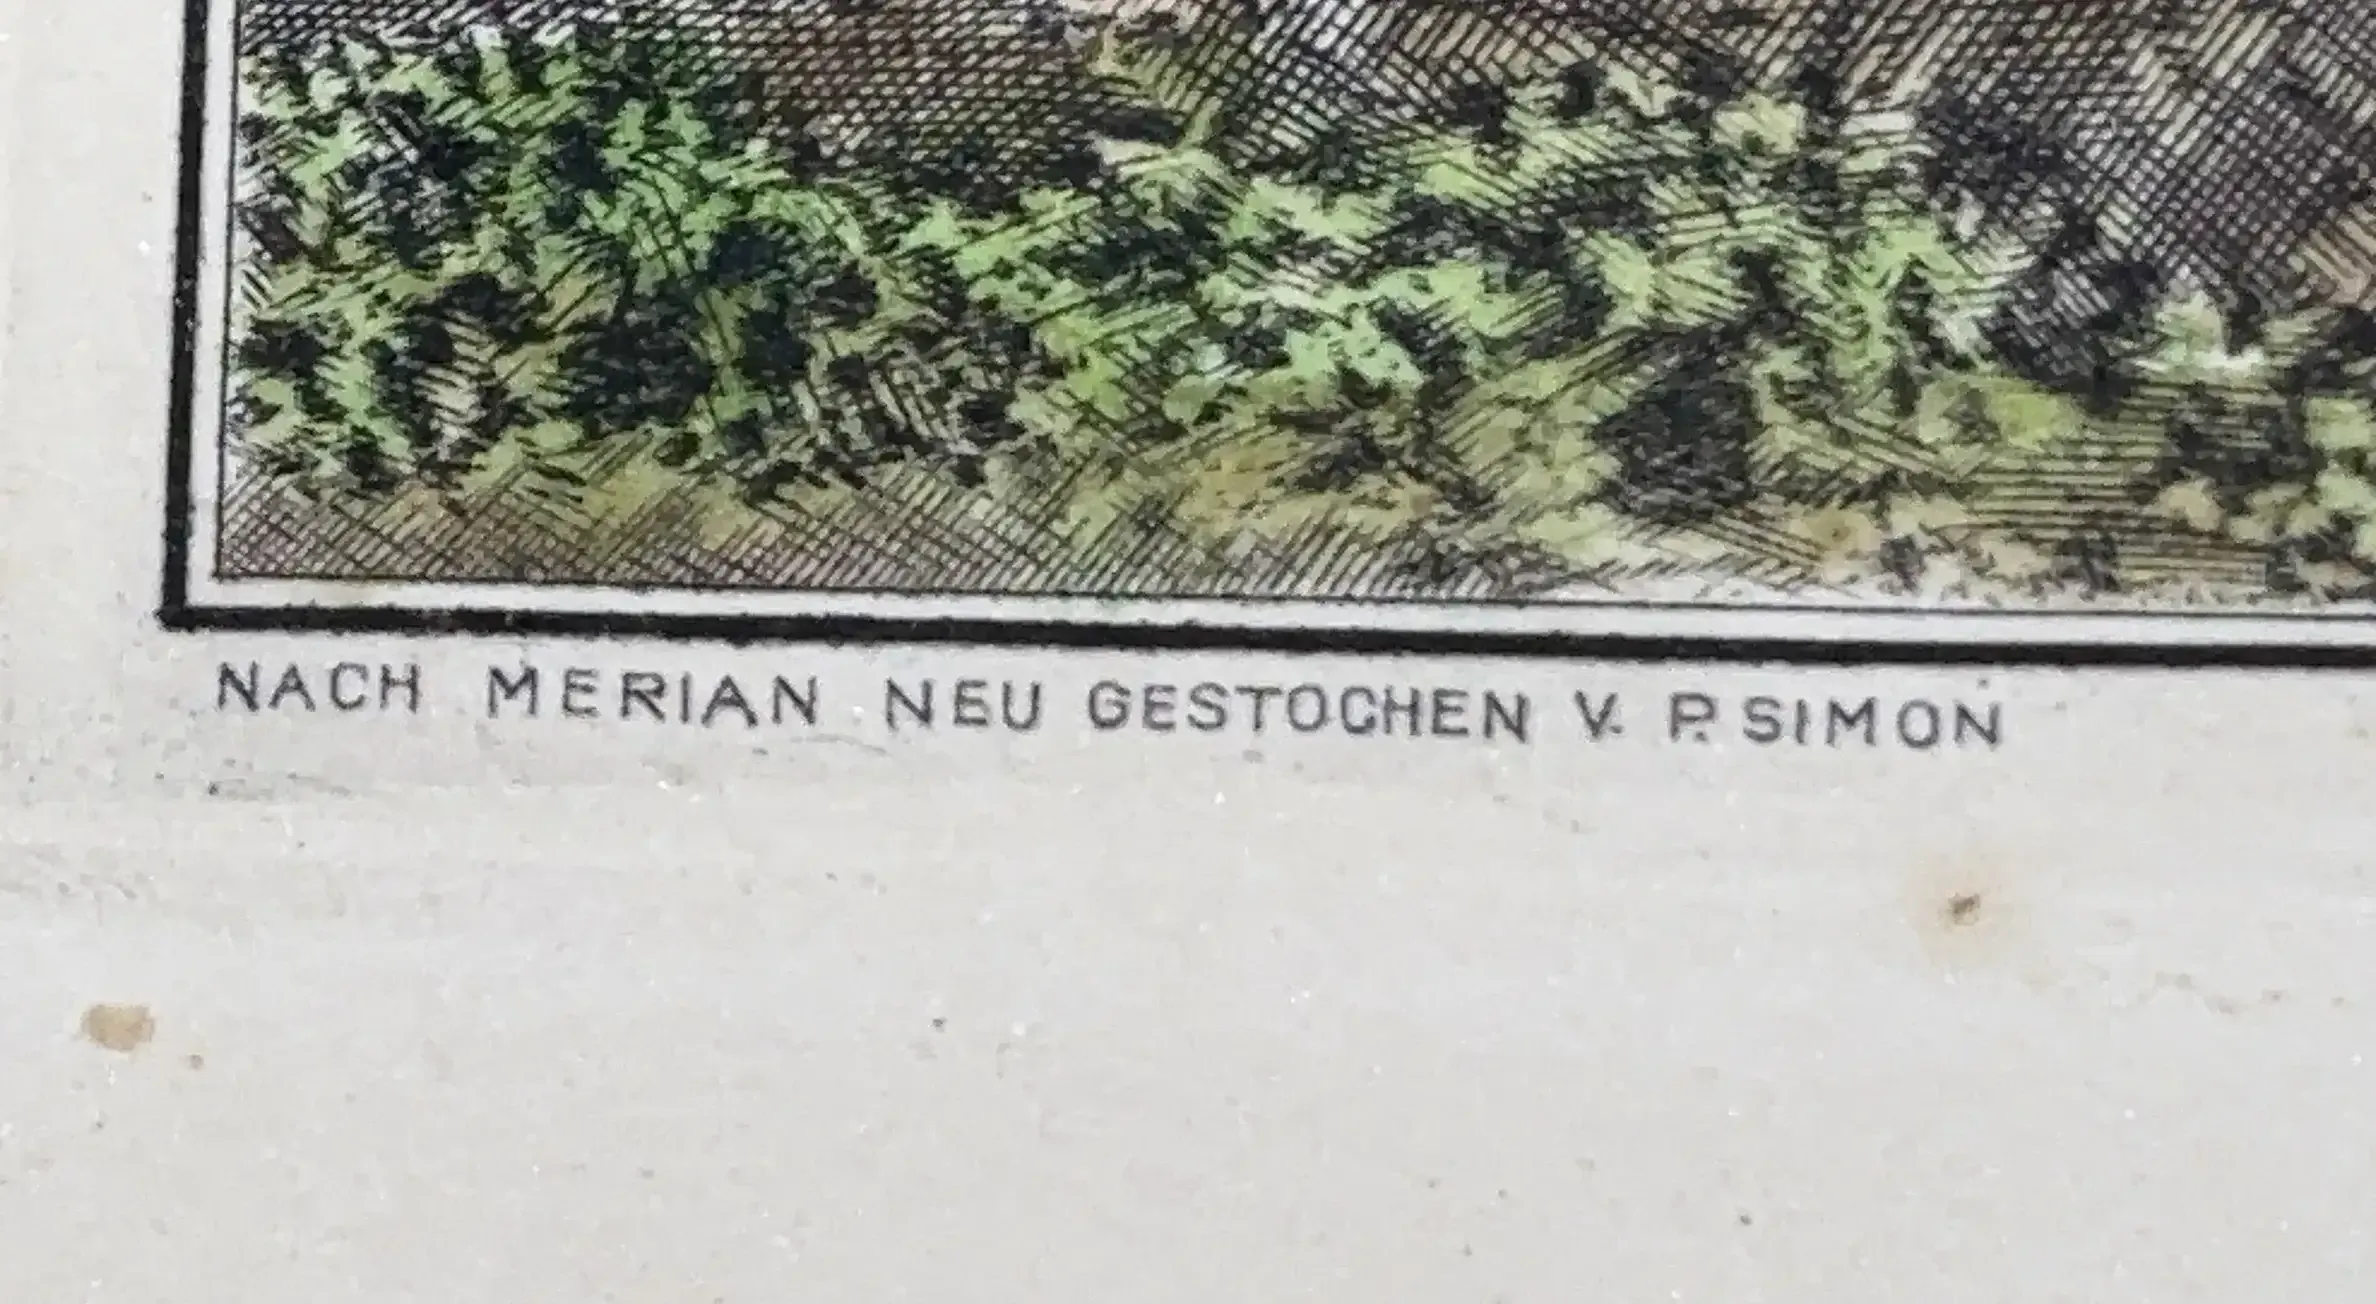 NACH MERIAN NEU GESTOCHEN V. P. SIMON